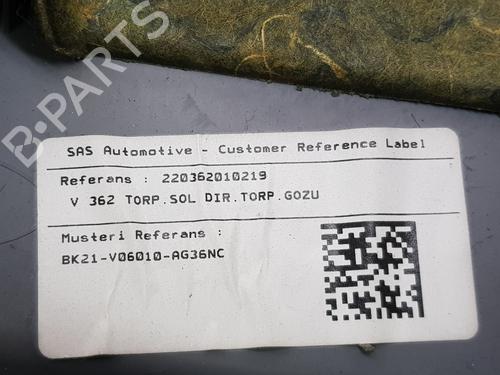 B-PARTS
SAS Automotive - Customer Reference Label
Referans : 220362010219
V 362 TORP.SOL DIR.TORP.GOZU
Musteri Referans :
BK21-V06010-AG36NC